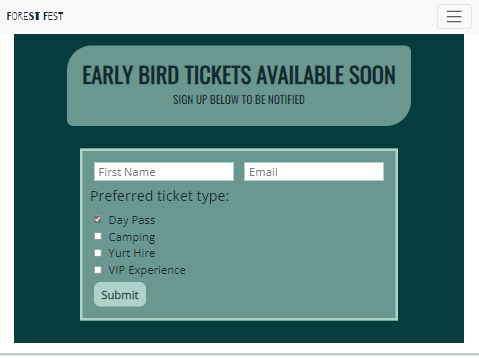 FOREST FEST
EARLY BIRD TICKETS AVAILABLE SOON
SIGN UP BELOW TO BE NOTIFIED
First Name
Email
Preferred ticket type:
Day Pass
Camping
Yurt Hire
VIP Experience
Submit